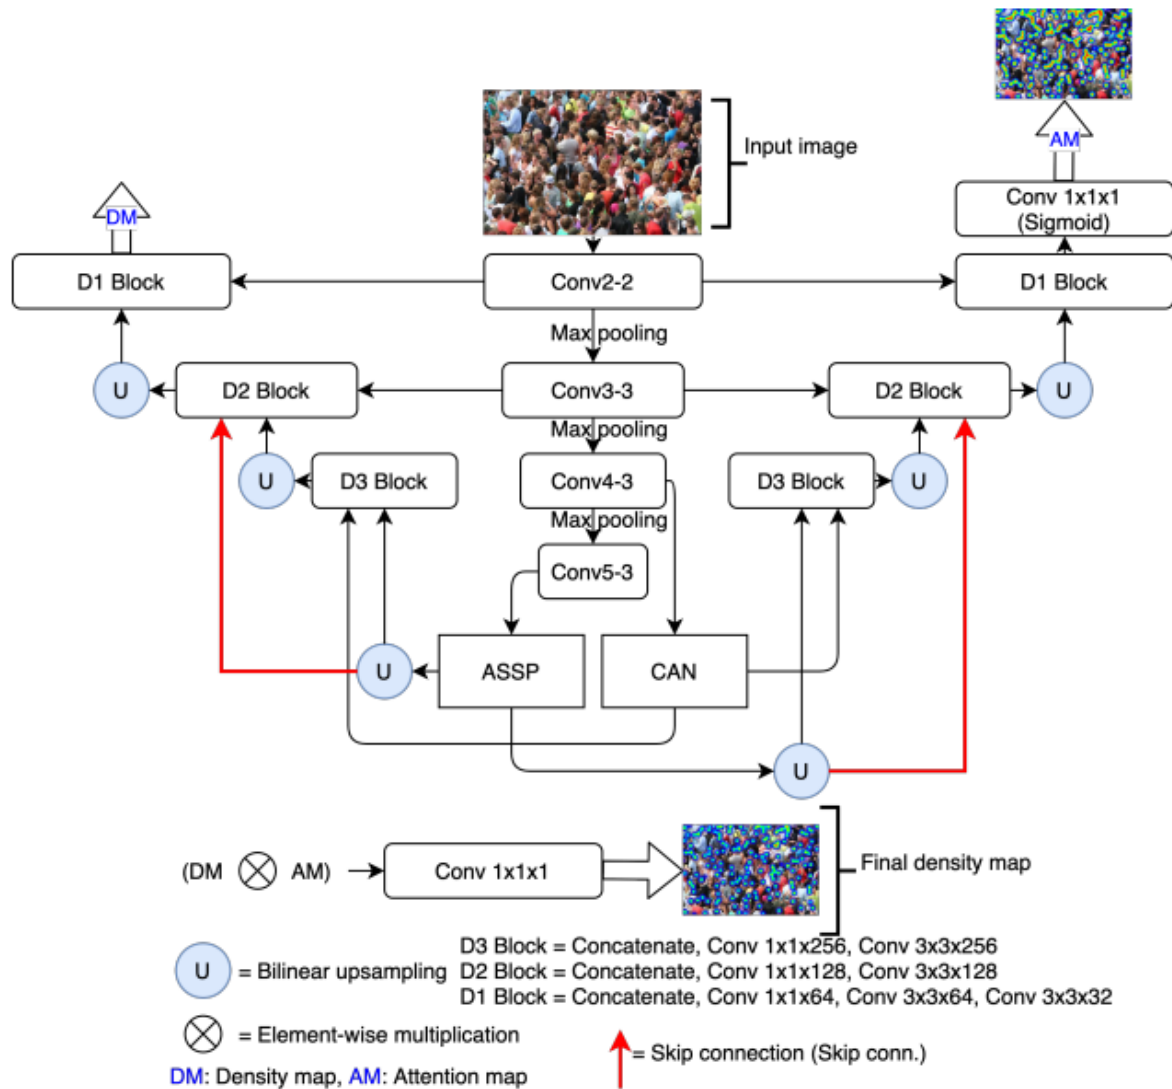 AM
Input image
Conv 1x1x1
(Sigmoid)
DM
D1 Block
Conv2-2
D1 Block
Max pooling
U
D2 Block
Conv3-3
D2 Block
U
Max pooling
U
D3 Block
Conv4-3
D3 Block
U
Max pooling
Conv5-3
U
ASSP
CAN
U
(DM AM)
Conv 1x1x1
Final density map
U = Bilinear upsampling
D3 Block = Concatenate, Conv 1x1x256, Conv 3x3x256
D2 Block = Concatenate, Conv 1x1x128, Conv 3x3x128
D1 Block = Concatenate, Conv 1x1x64, Conv 3x3x64, Conv 3x3x32
= Element-wise multiplication
= Skip connection (Skip conn.)
DM: Density map, AM: Attention map